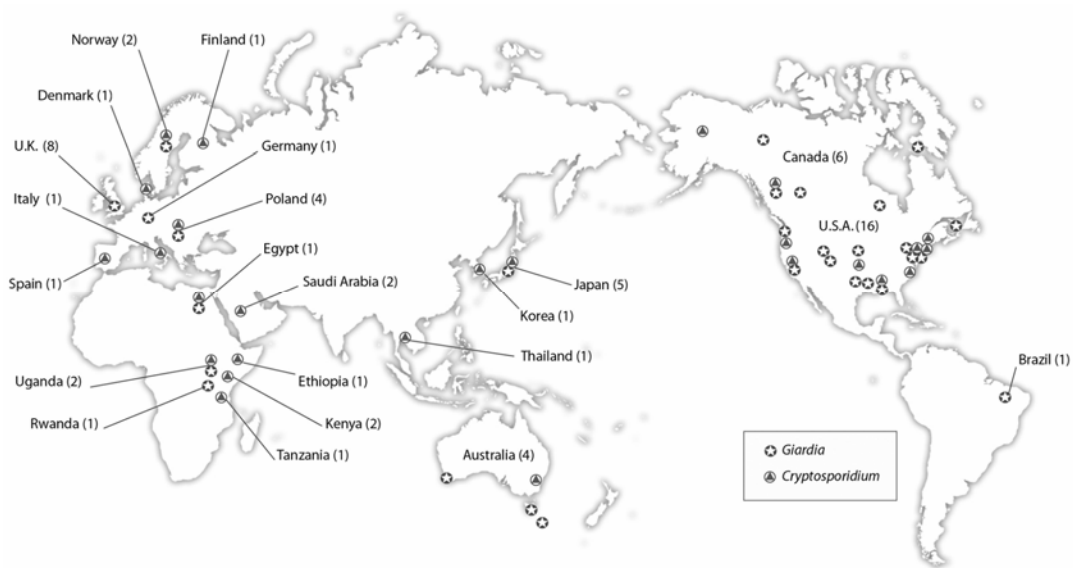 Norway (2)
Finland (1)
Denmark (1)
U.K. (8)
Germany (1)
Italy (1)
Poland (4)
Egypt (1)
Spain (1)
Saudi Arabia (2)
Japan (5)
Korea (1)
Thailand (1)
Uganda (2)
Ethiopia (1)
Rwanda (1)
Kenya (2)
Tanzania (1)
Australia (4)
Canada (6)
U.S.A. (16)
Brazil (1)
Giardia
Cryptosporidium